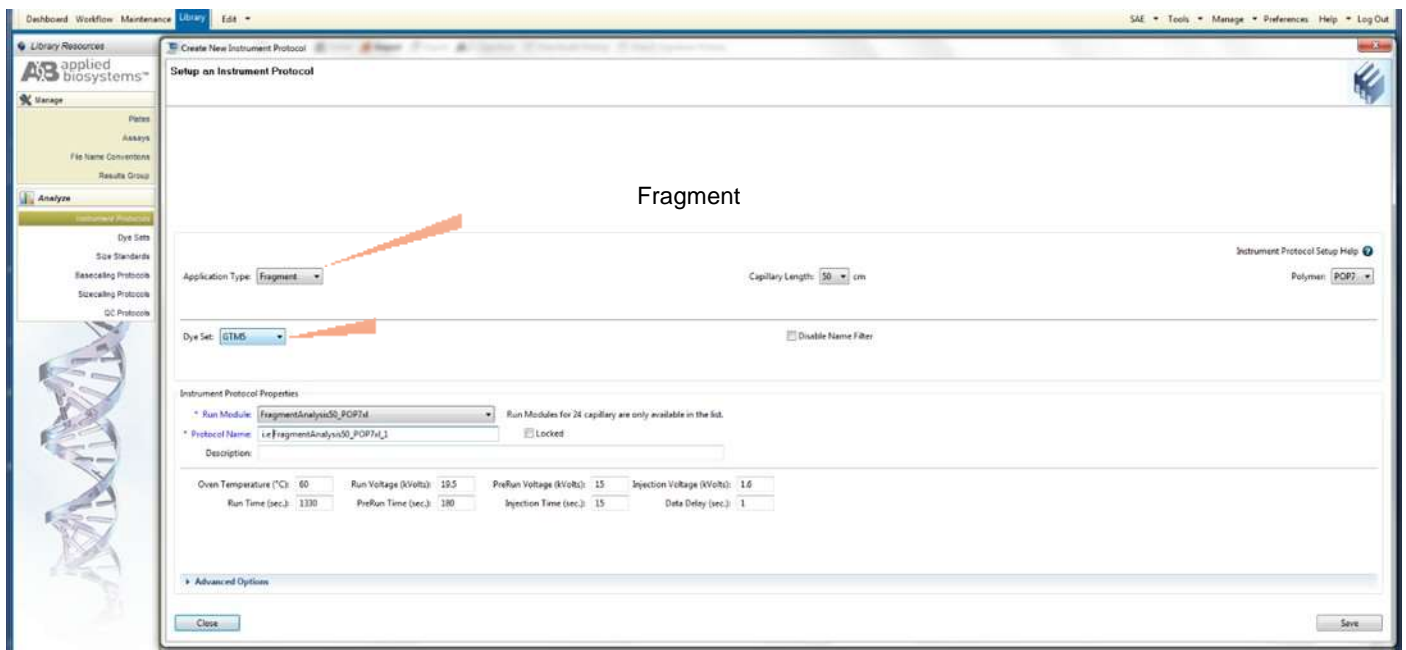 Dashboard Workflow Maintenance Library Edit SAE Tools Manage Preferences Help Log Out
Library Resources
AB applied biosystems™
Manage
Plates
Assays
File Name Conventions
Results Group
Analyze
Instrument Protocols
Dye Sets
Size Standards
Basecalling Protocols
Sizecalling Protocols
QC Protocols
Create New Instrument Protocol
Setup an Instrument Protocol
Fragment
Instrument Protocol Setup Help
Application Type: Fragment Capillary Length: 50 cm Polymer: POP7
Dye Set: GTM5 Disable Name Filter
Instrument Protocol Properties
* Run Module: FragmentAnalysis50_POP7xl Run Modules for 24 capillary are only available in the list.
* Protocol Name: i.e FragmentAnalysis50_POP7xl_1 Locked
Description:
Oven Temperature (°C): 60 Run Voltage (kVolts): 19.5 PreRun Voltage (kVolts): 15 Injection Voltage (kVolts): 1.6
Run Time (sec.): 1330 PreRun Time (sec.): 180 Injection Time (sec.): 15 Data Delay (sec.): 1
Advanced Options
Close Save